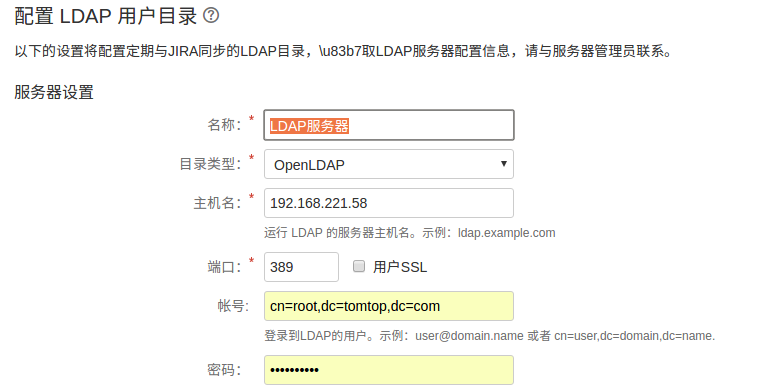 配置 LDAP 用户目录 ?
以下的设置将配置定期与JIRA同步的LDAP目录，\u83b7取LDAP服务器配置信息，请与服务器管理员联系。
服务器设置
名称：* LDAP服务器
目录类型：* OpenLDAP
主机名：* 192.168.221.58
运行 LDAP 的服务器主机名。示例：ldap.example.com
端口：* 389 用户SSL
帐号: cn=root,dc=tomtop,dc=com
登录到LDAP的用户。示例：user@domain.name 或者 cn=user,dc=domain,dc=name.
密码： ••••••••••